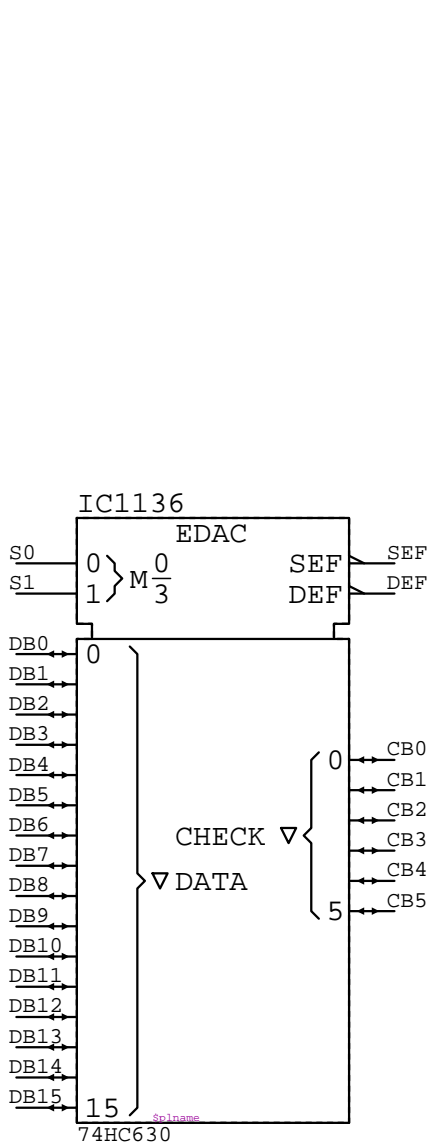 IC1136
EDAC
S0
0
M 0/3
SEF
SEF
S1
1
DEF
DEF
DB0
0
DB1
DB2
DB3
DB4
DB5
DB6
DB7
DB8
DB9
DB10
DB11
DB12
DB13
DB14
DB15
15
CHECK ▽
▽ DATA
0
CB0
CB1
CB2
CB3
CB4
5
CB5
$plname
74HC630